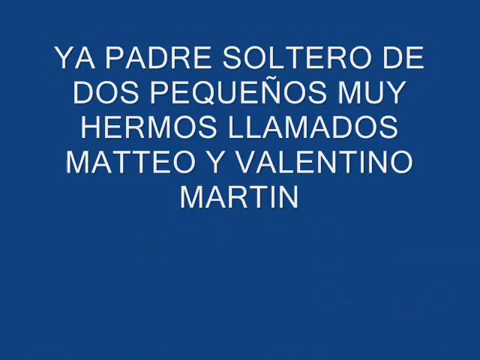 YA PADRE SOLTERO DE
DOS PEQUEÑOS MUY
HERMOS LLAMADOS
MATTEO Y VALENTINO
MARTIN